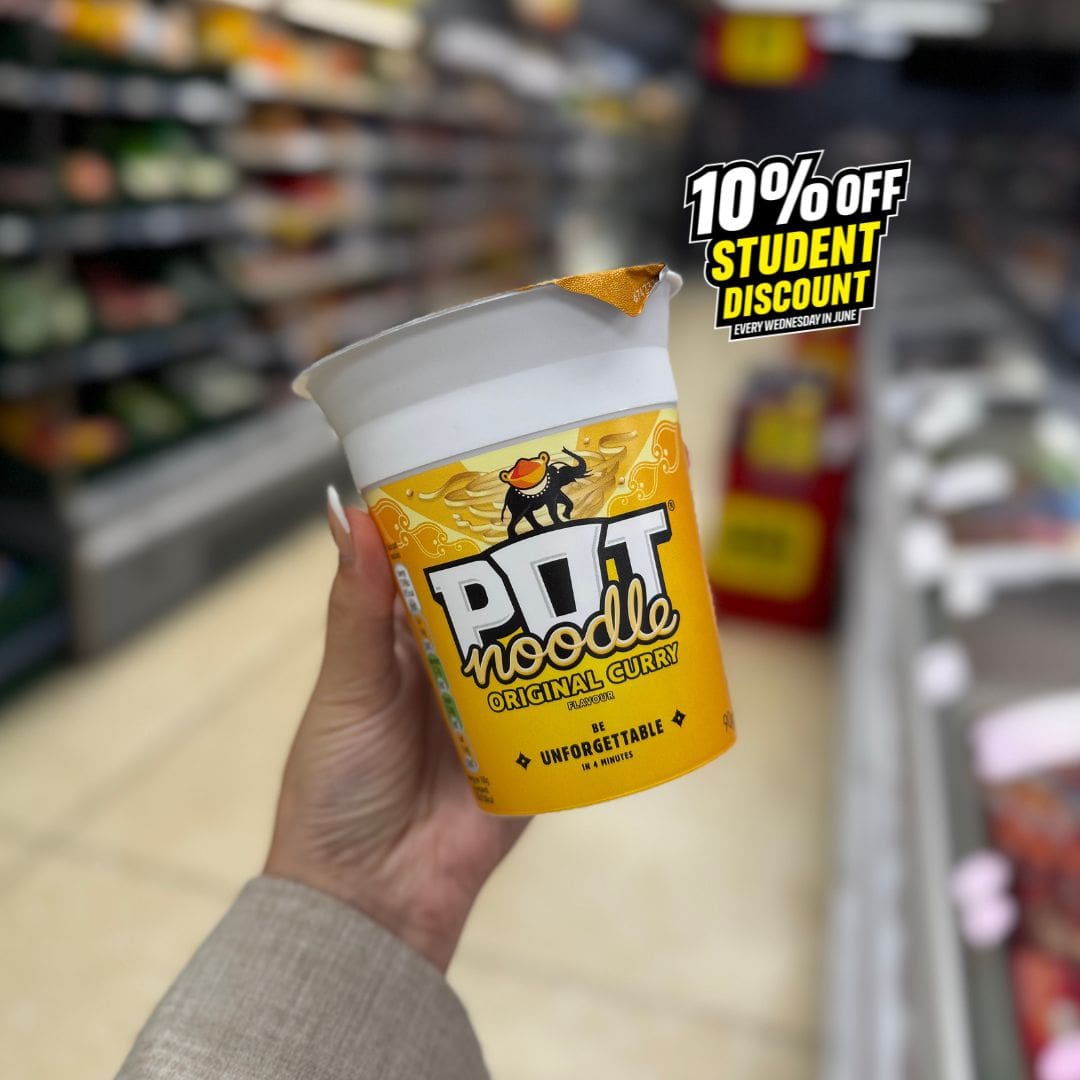 10% OFF
STUDENT
DISCOUNT
EVERY WEDNESDAY IN JUNE
POT
noodle
®
ORIGINAL CURRY
FLAVOUR
BE
UNFORGETTABLE
IN 4 MINUTES